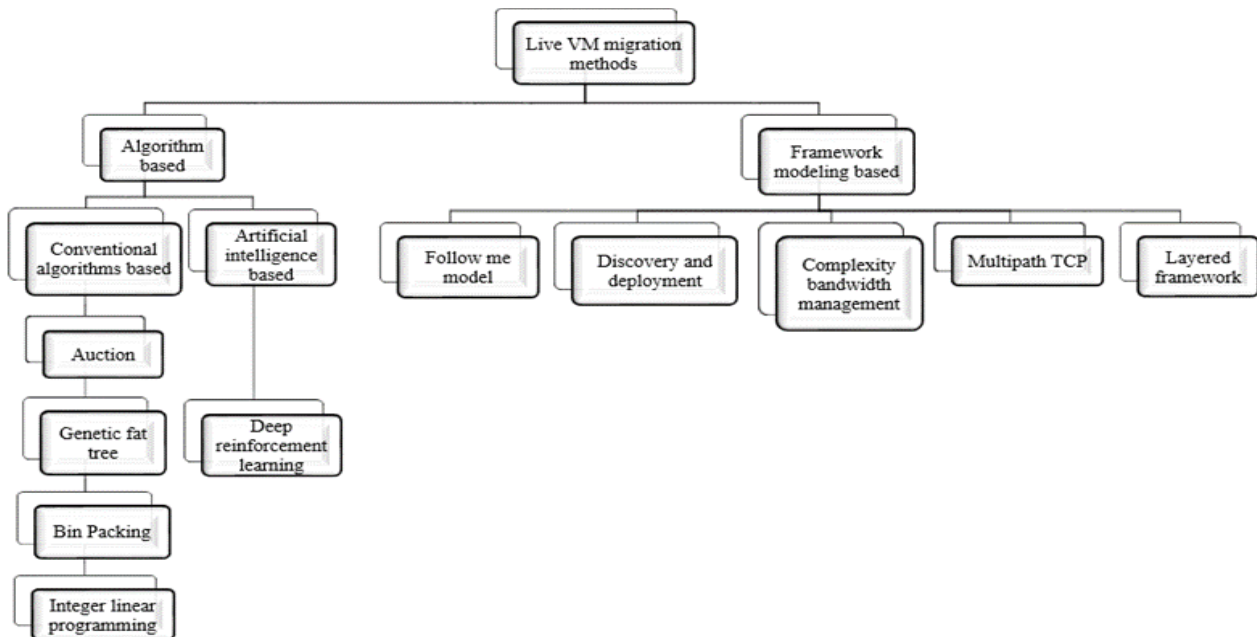 Live VM migration
methods
Algorithm
based
Framework
modeling based
Conventional
algorithms based
Artificial
intelligence
based
Follow me
model
Discovery and
deployment
Complexity
bandwidth
management
Multipath TCP
Layered
framework
Auction
Genetic fat
tree
Deep
reinforcement
learning
Bin Packing
Integer linear
programming